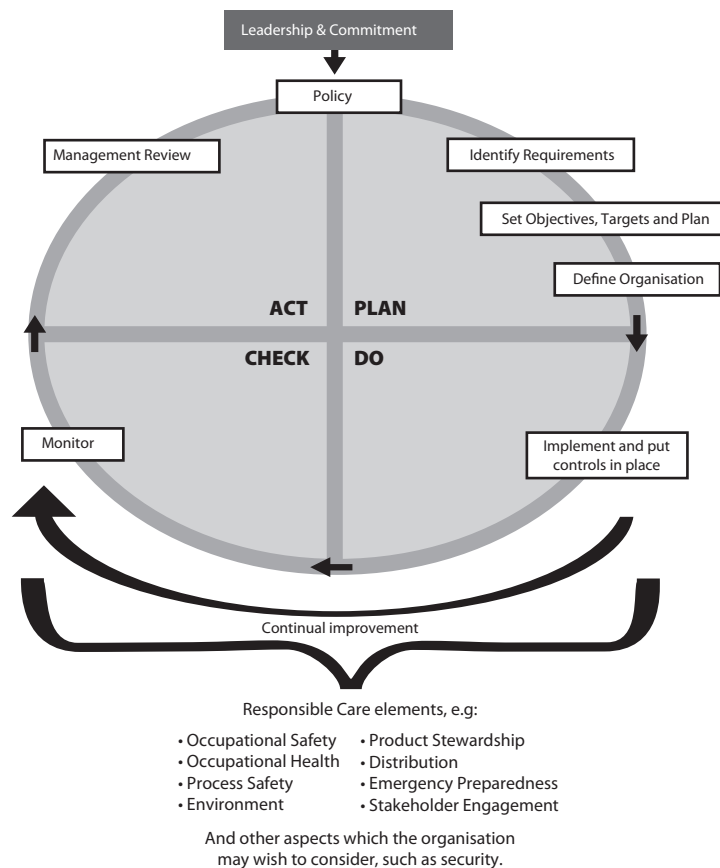 Leadership & Commitment
Policy
Management Review
Identify Requirements
Set Objectives, Targets and Plan
Define Organisation
ACT
PLAN
CHECK
DO
Monitor
Implement and put
controls in place
Continual improvement
Responsible Care elements, e.g:
• Occupational Safety
• Occupational Health
• Process Safety
• Environment
• Product Stewardship
• Distribution
• Emergency Preparedness
• Stakeholder Engagement
And other aspects which the organisation
may wish to consider, such as security.